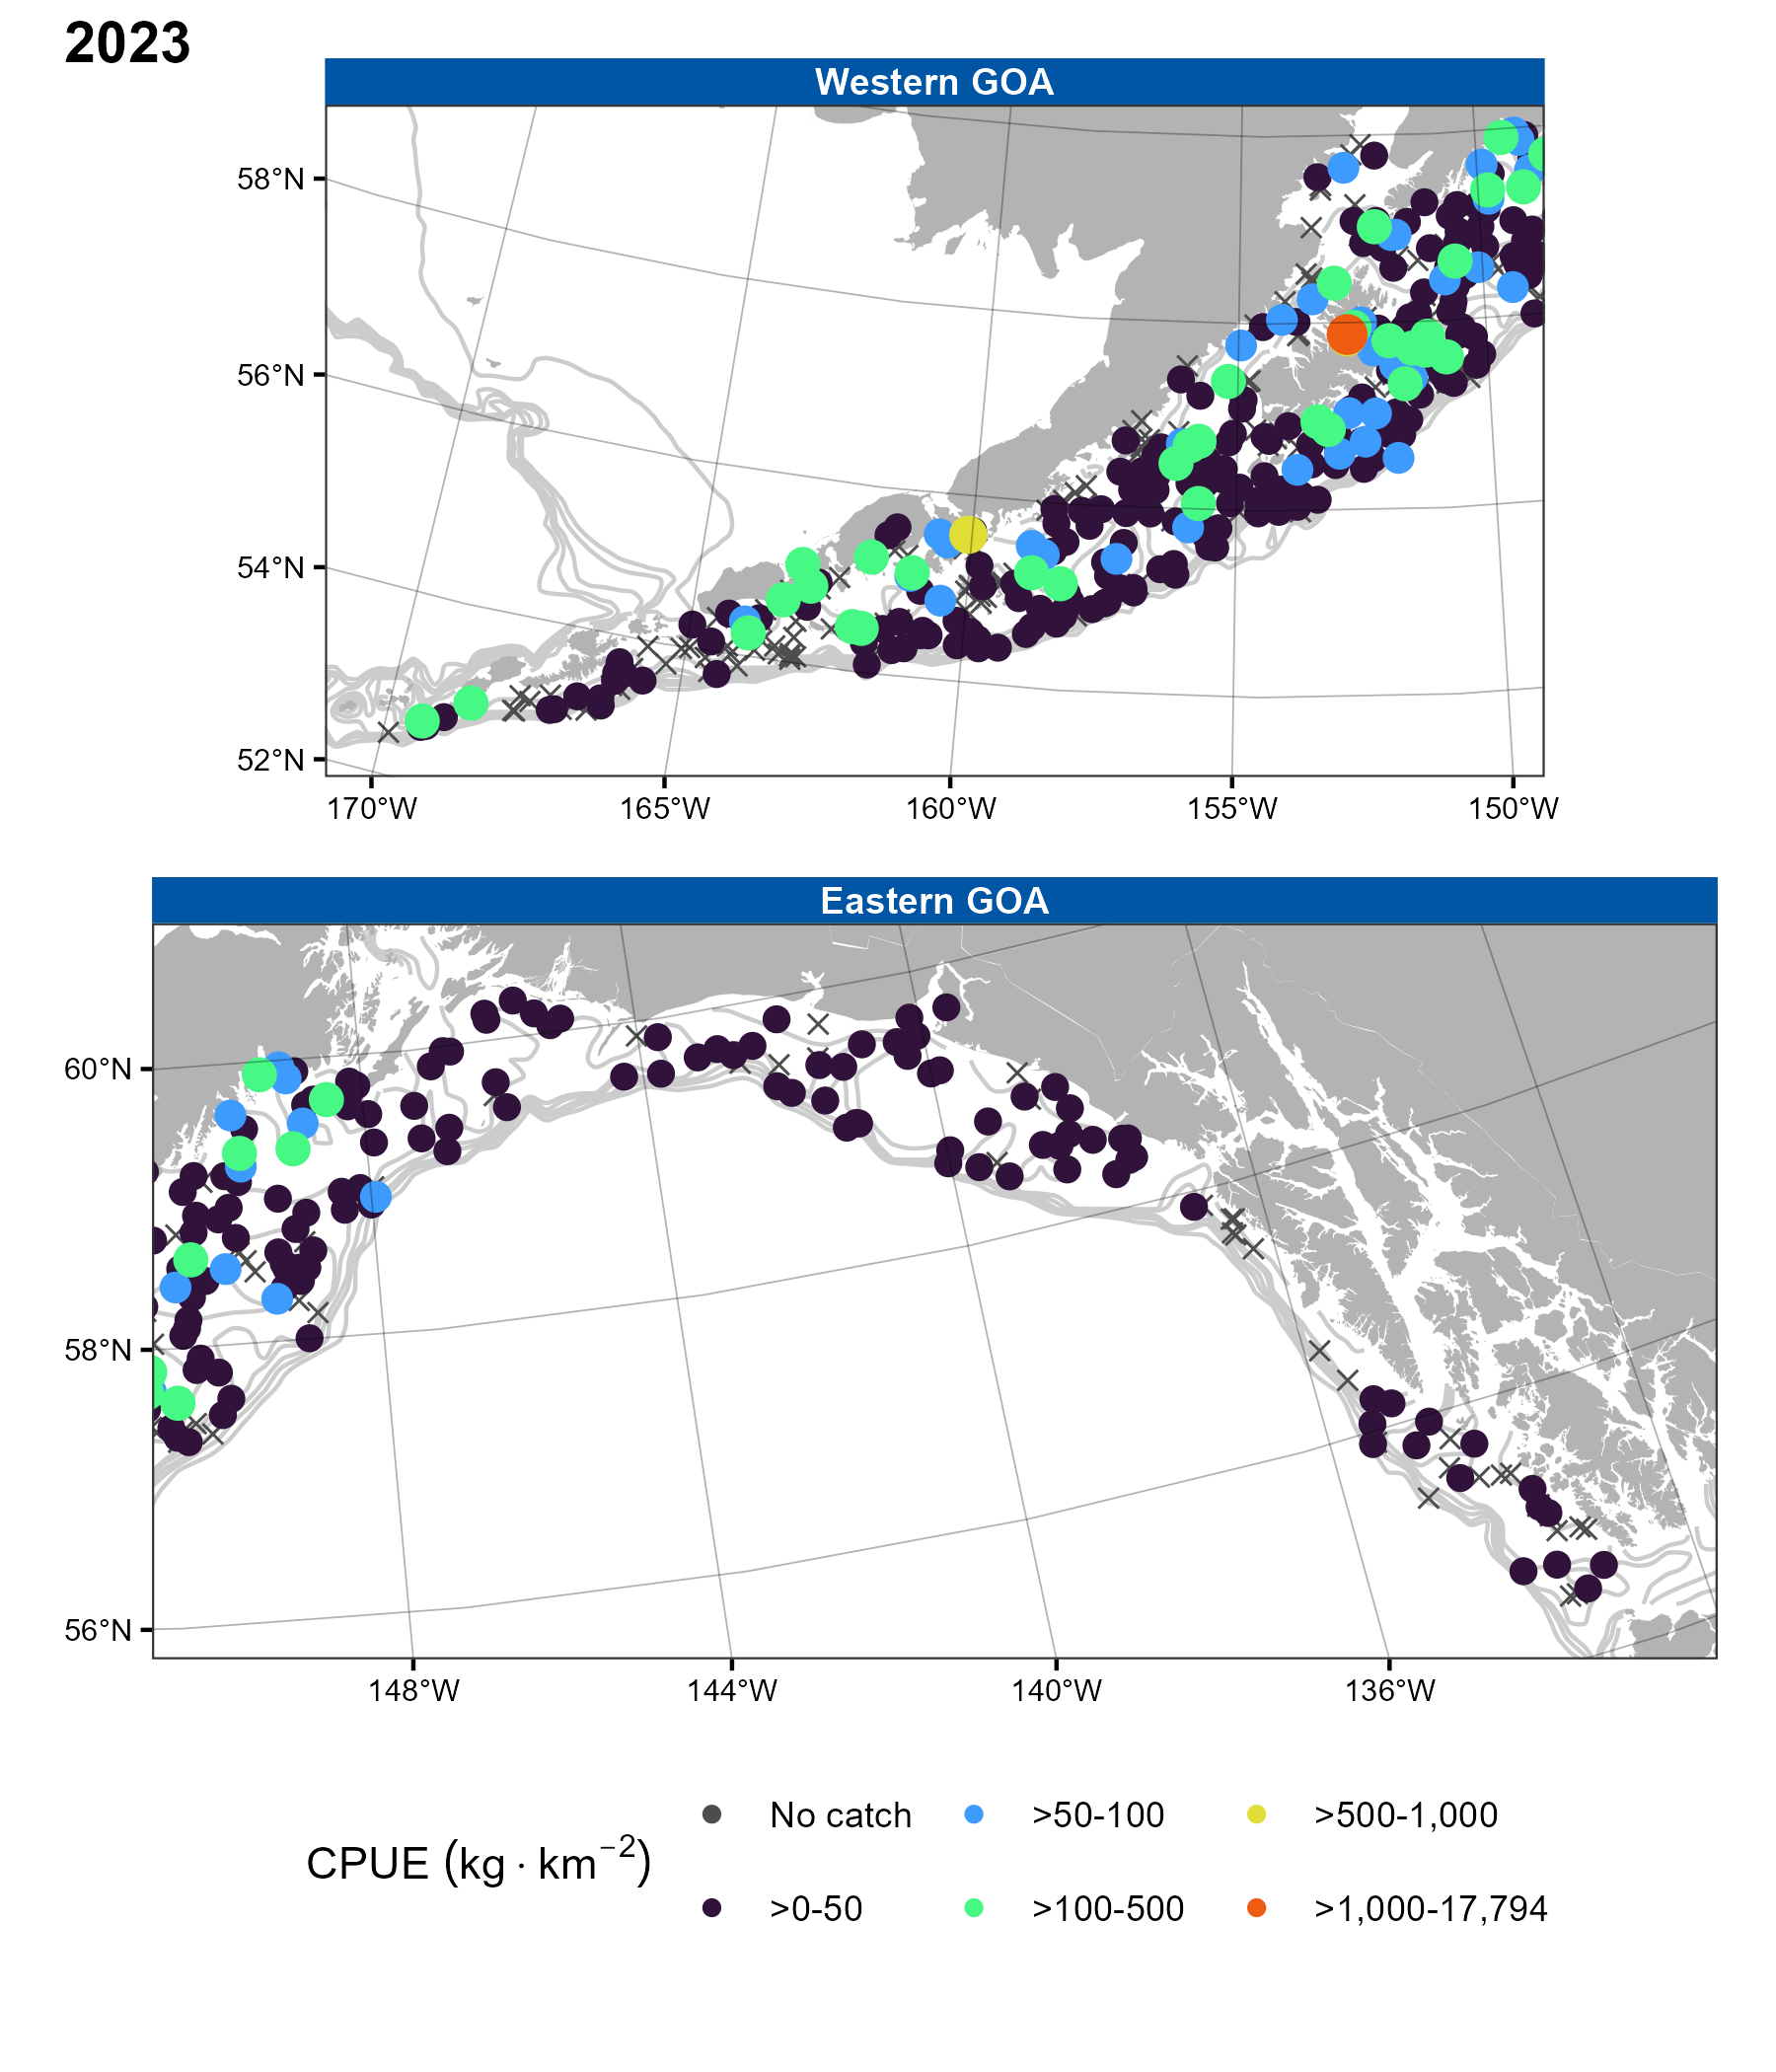 2023
Western GOA
58°N
56°N
54°N
52°N
170°W 165°W 160°W 155°W 150°W
Eastern GOA
60°N
58°N
56°N
148°W 144°W 140°W 136°W
CPUE (kg · km⁻²)
No catch >50-100 >500-1,000
>0-50 >100-500 >1,000-17,794